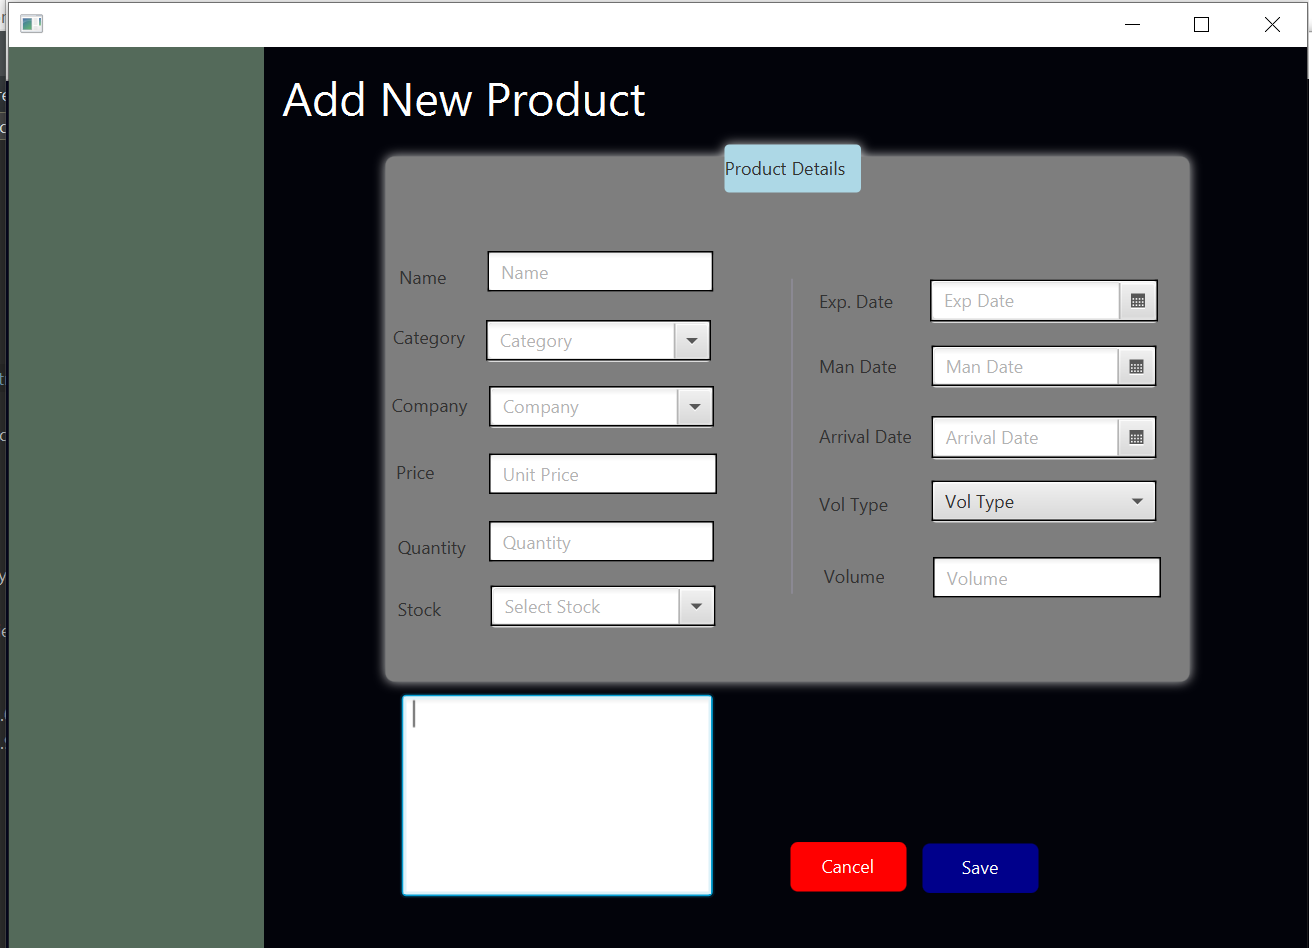 Add New Product
Product Details
Name
Name
Category
Category
Company
Company
Price
Unit Price
Quantity
Quantity
Stock
Select Stock
Exp. Date
Exp Date
Man Date
Man Date
Arrival Date
Arrival Date
Vol Type
Vol Type
Volume
Volume
Cancel
Save